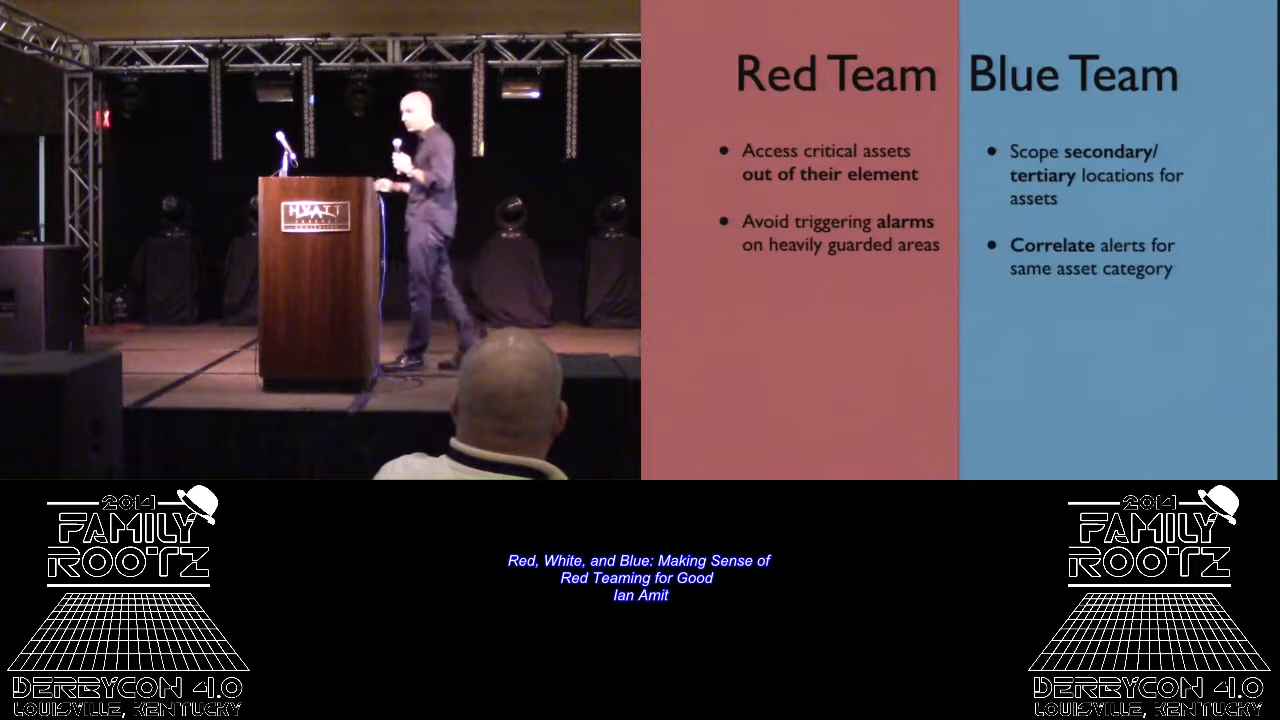 HYATT
Red Team
Access critical assets
out of their element
Avoid triggering alarms
on heavily guarded areas
Blue Team
Scope secondary/
tertiary locations for
assets
Correlate alerts for
same asset category
2014
FAMILY
ROOTZ
DERBYCON 4.0
LOUISVILLE, KENTUCKY
Red, White, and Blue: Making Sense of
Red Teaming for Good
Ian Amit
2014
FAMILY
ROOTZ
DERBYCON 4.0
LOUISVILLE, KENTUCKY